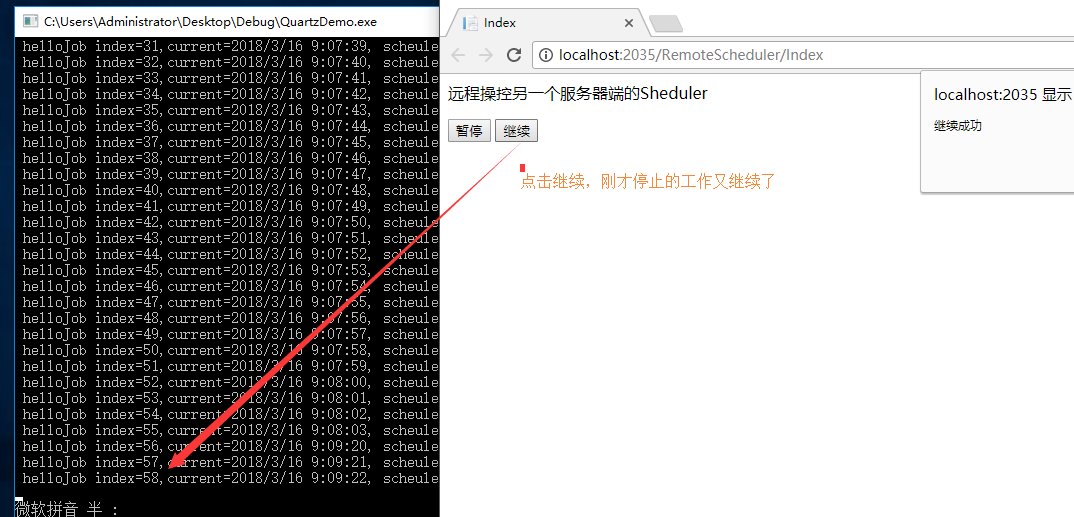 C:\Users\Administrator\Desktop\Debug\QuartzDemo.exe
helloJob index=31,current=2018/3/16 9:07:39, scheule
helloJob index=32,current=2018/3/16 9:07:40, scheule
helloJob index=33,current=2018/3/16 9:07:41, scheule
helloJob index=34,current=2018/3/16 9:07:42, scheule
helloJob index=35,current=2018/3/16 9:07:43, scheule
helloJob index=36,current=2018/3/16 9:07:44, scheule
helloJob index=37,current=2018/3/16 9:07:45, scheule
helloJob index=38,current=2018/3/16 9:07:46, scheule
helloJob index=39,current=2018/3/16 9:07:47, scheule
helloJob index=40,current=2018/3/16 9:07:48, scheule
helloJob index=41,current=2018/3/16 9:07:49, scheule
helloJob index=42,current=2018/3/16 9:07:50, scheule
helloJob index=43,current=2018/3/16 9:07:51, scheule
helloJob index=44,current=2018/3/16 9:07:52, scheule
helloJob index=45,current=2018/3/16 9:07:53, scheule
helloJob index=46,current=2018/3/16 9:07:54, scheule
helloJob index=47,current=2018/3/16 9:07:55, scheule
helloJob index=48,current=2018/3/16 9:07:56, scheule
helloJob index=49,current=2018/3/16 9:07:57, scheule
helloJob index=50,current=2018/3/16 9:07:58, scheule
helloJob index=51,current=2018/3/16 9:07:59, scheule
helloJob index=52,current=2018/3/16 9:08:00, scheule
helloJob index=53,current=2018/3/16 9:08:01, scheule
helloJob index=54,current=2018/3/16 9:08:02, scheule
helloJob index=55,current=2018/3/16 9:08:03, scheule
helloJob index=56,current=2018/3/16 9:09:20, scheule
helloJob index=57,current=2018/3/16 9:09:21, scheule
helloJob index=58,current=2018/3/16 9:09:22, scheule
微软拼音 半 :
Index
localhost:2035/RemoteScheduler/Index
远程操控另一个服务器端的Sheduler
暂停 继续
点击继续，刚才停止的工作又继续了
localhost:2035 显示
继续成功